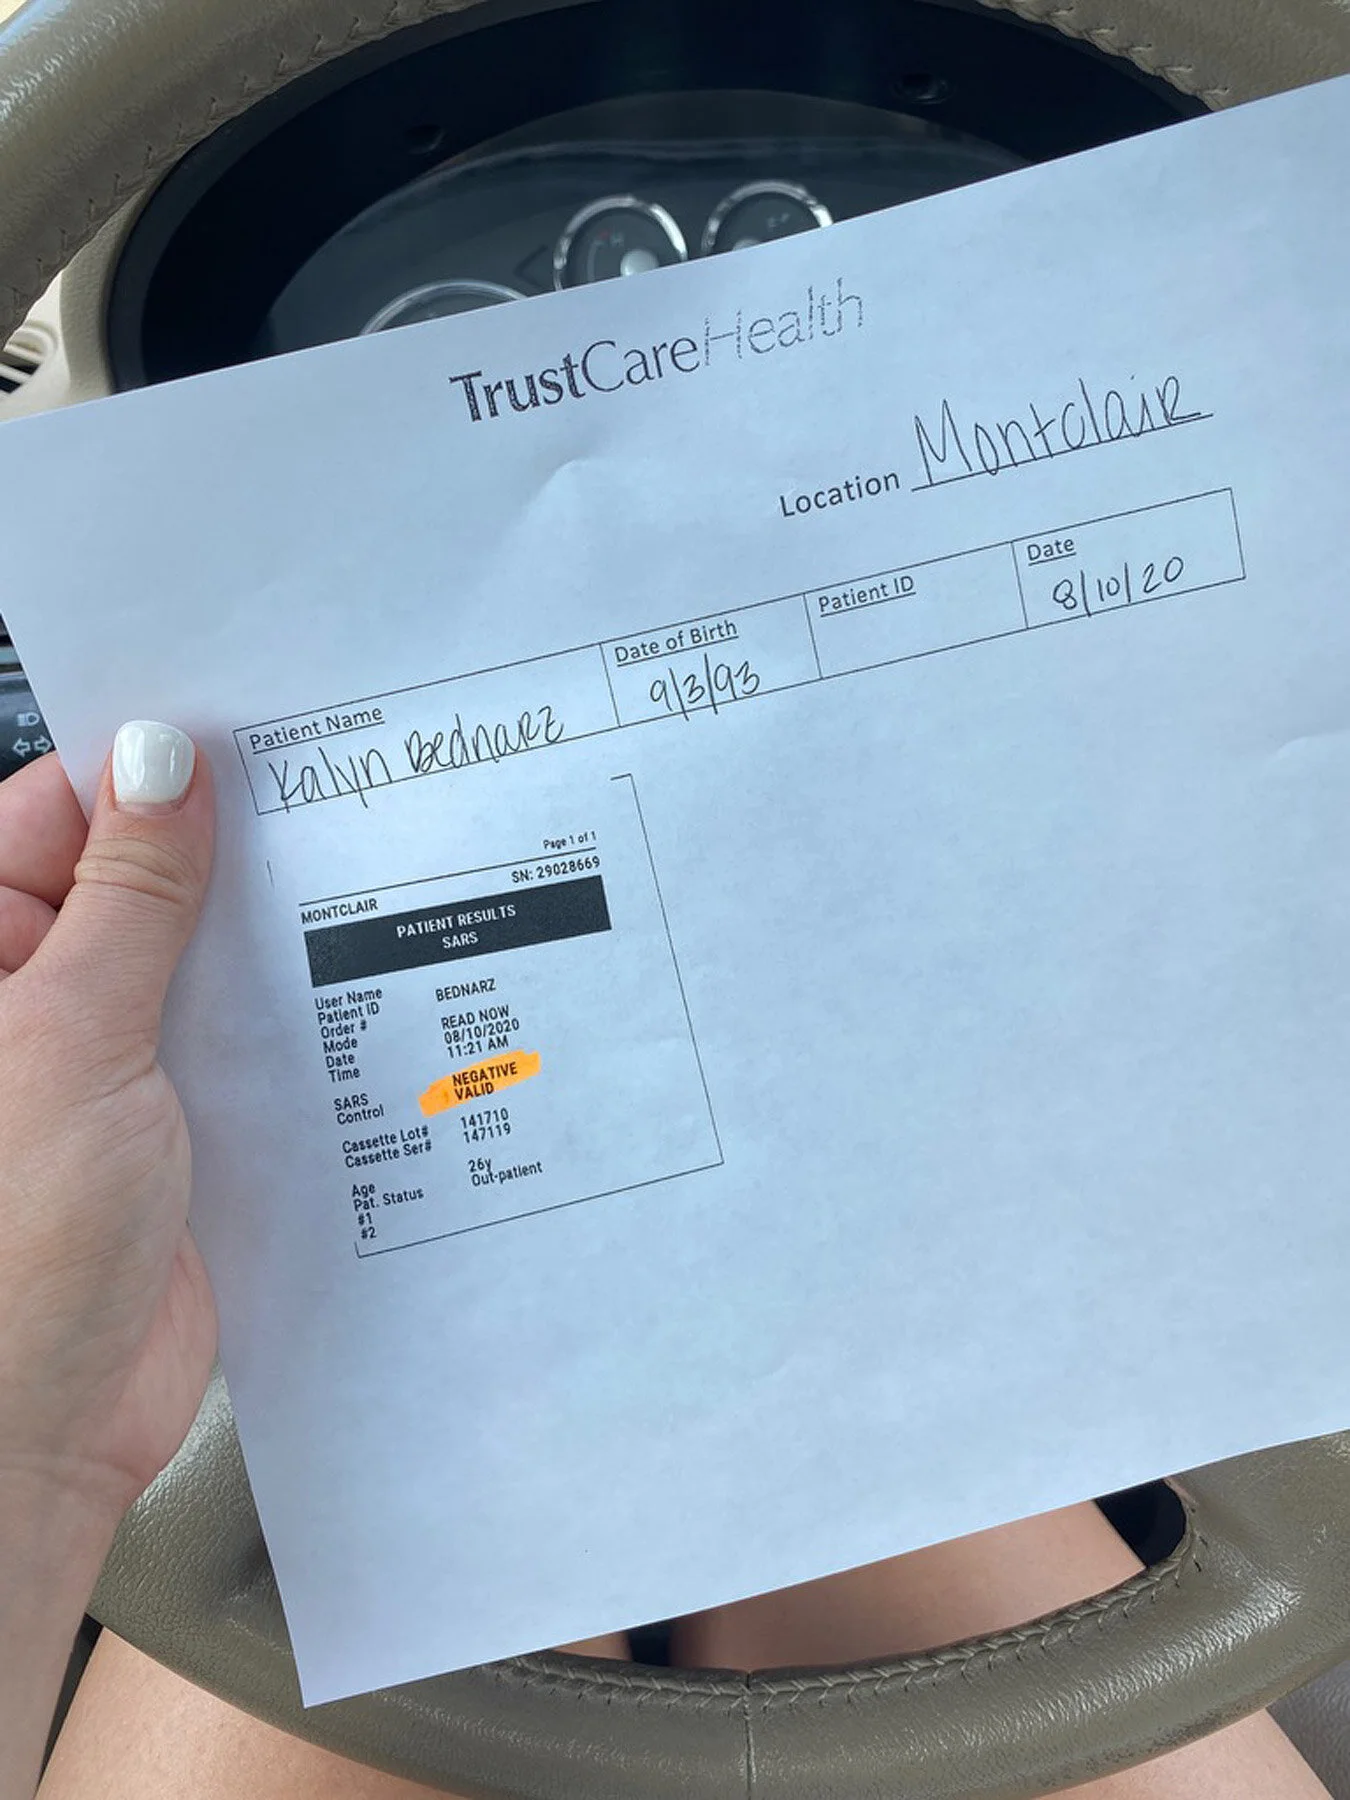 TrustCareHealth
Location Montclair
Patient Name
Kalyn Bednarz
Date of Birth
9/3/93
Patient ID
Date
8/10/20
Page 1 of 1
MONTCLAIR SN: 29028669
PATIENT RESULTS
SARS
User Name
Patient ID BEDNARZ
Order #
Mode READ NOW
Date 08/10/2020
Time 11:21 AM
SARS NEGATIVE
Control VALID
Cassette Lot# 141710
Cassette Ser# 147119
Age 26y
Pat. Status Out-patient
#1
#2